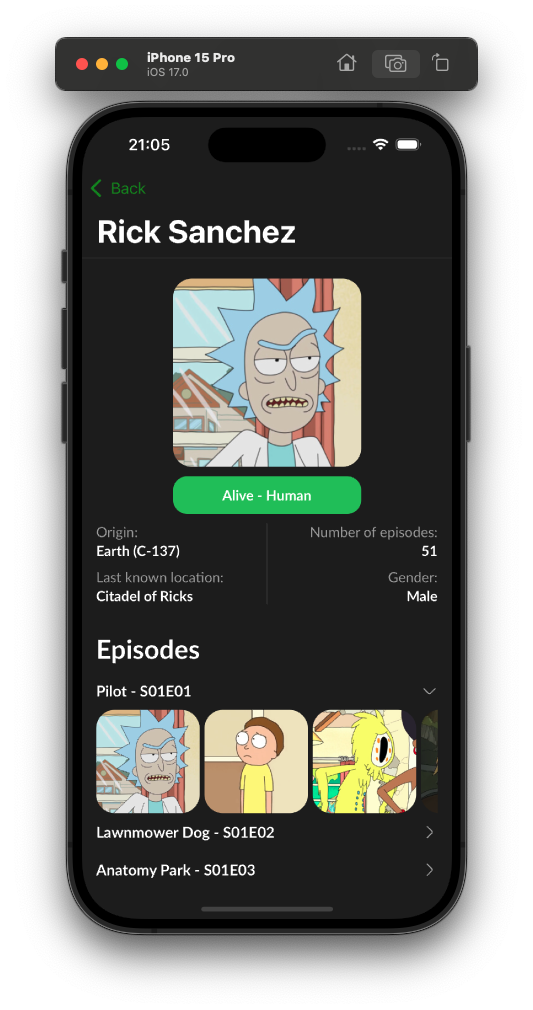 iPhone 15 Pro
iOS 17.0
21:05
Back
Rick Sanchez
Alive - Human
Origin:
Earth (C-137)
Number of episodes:
51
Last known location:
Citadel of Ricks
Gender:
Male
Episodes
Pilot - S01E01
Lawnmower Dog - S01E02
Anatomy Park - S01E03